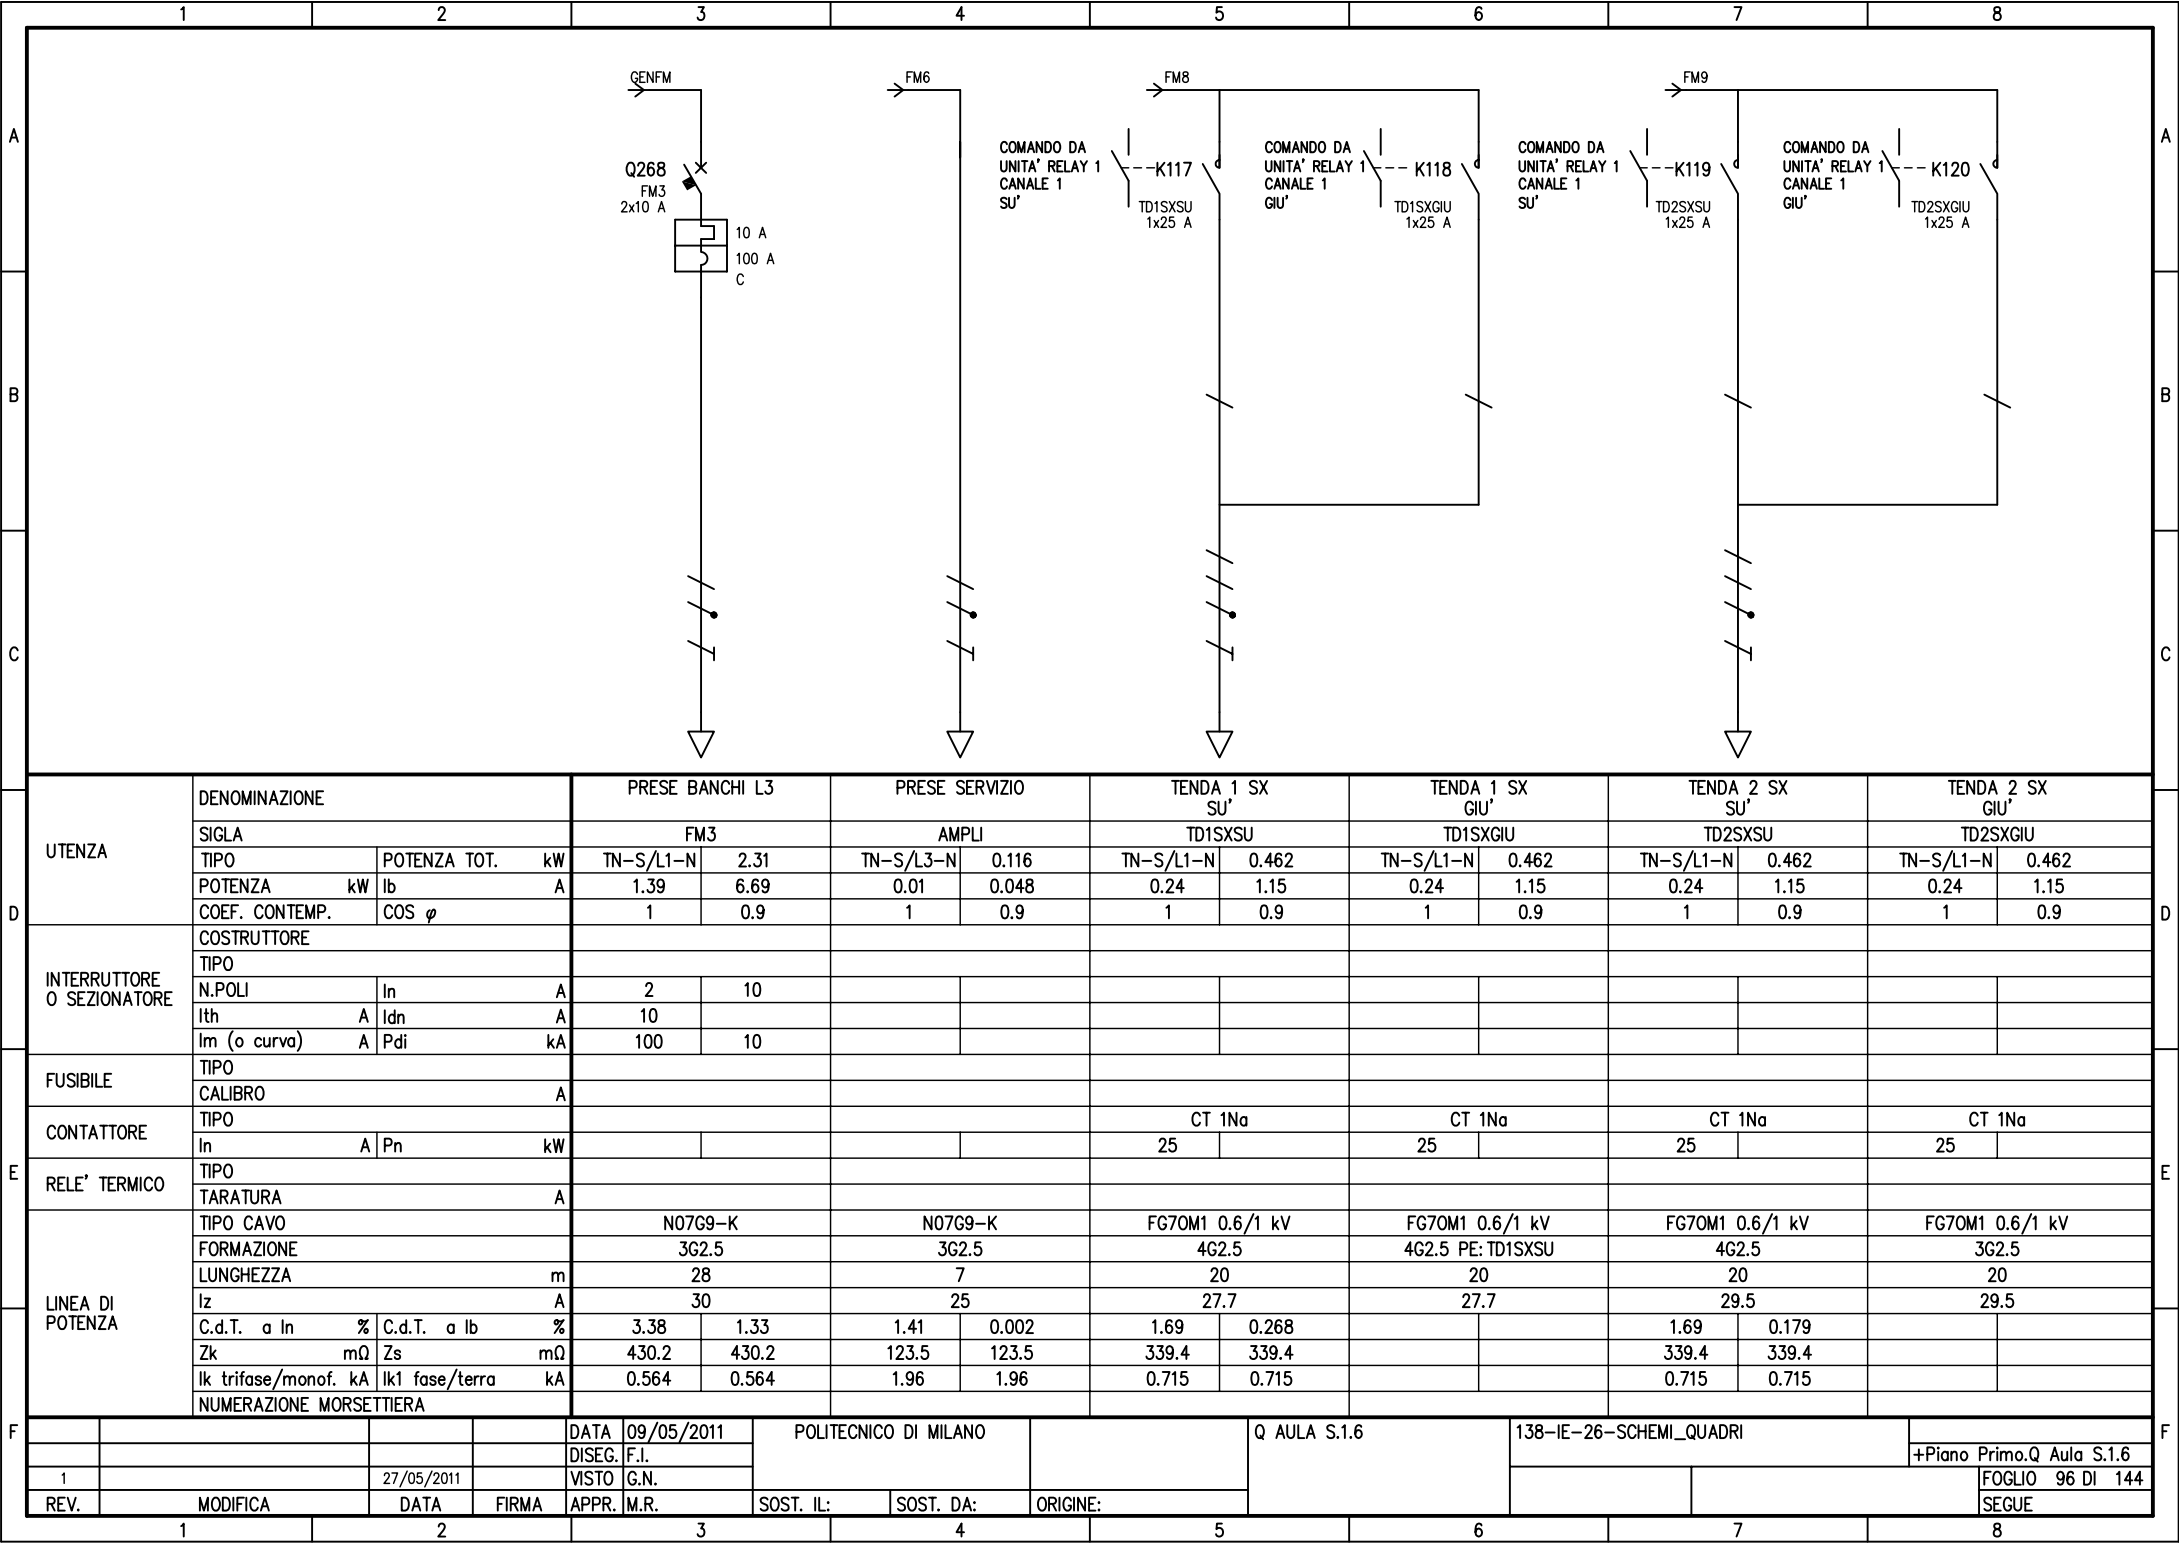 1 2 3 4 5 6 7 8
GENFM
FM6
FM8
FM9
A
A
Q268
FM3
2x10 A
10 A
100 A
C
COMANDO DA
UNITA' RELAY 1
CANALE 1
SU'
K117
TD1SXSU
1x25 A
COMANDO DA
UNITA' RELAY 1
CANALE 1
GIU'
K118
TD1SXGIU
1x25 A
COMANDO DA
UNITA' RELAY 1
CANALE 1
SU'
K119
TD2SXSU
1x25 A
COMANDO DA
UNITA' RELAY 1
CANALE 1
GIU'
K120
TD2SXGIU
1x25 A
B
B
C
C
D
D
E
E
F
F
UTENZA
DENOMINAZIONE PRESE BANCHI L3 PRESE SERVIZIO TENDA 1 SX TENDA 1 SX TENDA 2 SX TENDA 2 SX
SU' GIU' SU' GIU'
SIGLA FM3 AMPLI TD1SXSU TD1SXGIU TD2SXSU TD2SXGIU
TIPO POTENZA TOT. kW TN-S/L1-N 2.31 TN-S/L3-N 0.116 TN-S/L1-N 0.462 TN-S/L1-N 0.462 TN-S/L1-N 0.462 TN-S/L1-N 0.462
POTENZA kW Ib A 1.39 6.69 0.01 0.048 0.24 1.15 0.24 1.15 0.24 1.15 0.24 1.15
COEF. CONTEMP. COS φ 1 0.9 1 0.9 1 0.9 1 0.9 1 0.9 1 0.9
INTERRUTTORE
O SEZIONATORE
COSTRUTTORE
TIPO
N.POLI In A 2 10
Ith A Idn A 10
Im (o curva) A Pdi kA 100 10
FUSIBILE
TIPO
CALIBRO A
CONTATTORE
TIPO CT 1Na CT 1Na CT 1Na CT 1Na
In A Pn kW 25 25 25 25
RELE' TERMICO
TIPO
TARATURA A
LINEA DI
POTENZA
TIPO CAVO N07G9-K N07G9-K FG7OM1 0.6/1 kV FG7OM1 0.6/1 kV FG7OM1 0.6/1 kV FG7OM1 0.6/1 kV
FORMAZIONE 3G2.5 3G2.5 4G2.5 4G2.5 PE:TD1SXSU 4G2.5 3G2.5
LUNGHEZZA m 28 7 20 20 20 20
Iz A 30 25 27.7 27.7 29.5 29.5
C.d.T. a In % C.d.T. a Ib % 3.38 1.33 1.41 0.002 1.69 0.268 1.69 0.179
Zk mΩ Zs mΩ 430.2 430.2 123.5 123.5 339.4 339.4 339.4 339.4
Ik trifase/monof. kA Ik1 fase/terra kA 0.564 0.564 1.96 1.96 0.715 0.715 0.715 0.715
NUMERAZIONE MORSETTIERA
DATA 09/05/2011 POLITECNICO DI MILANO Q AULA S.1.6 138-IE-26-SCHEMI_QUADRI
DISEG. F.I. +Piano Primo.Q Aula S.1.6
1 27/05/2011 VISTO G.N. FOGLIO 96 DI 144
REV. MODIFICA DATA FIRMA APPR. M.R. SOST. IL: SOST. DA: ORIGINE: SEGUE
1 2 3 4 5 6 7 8